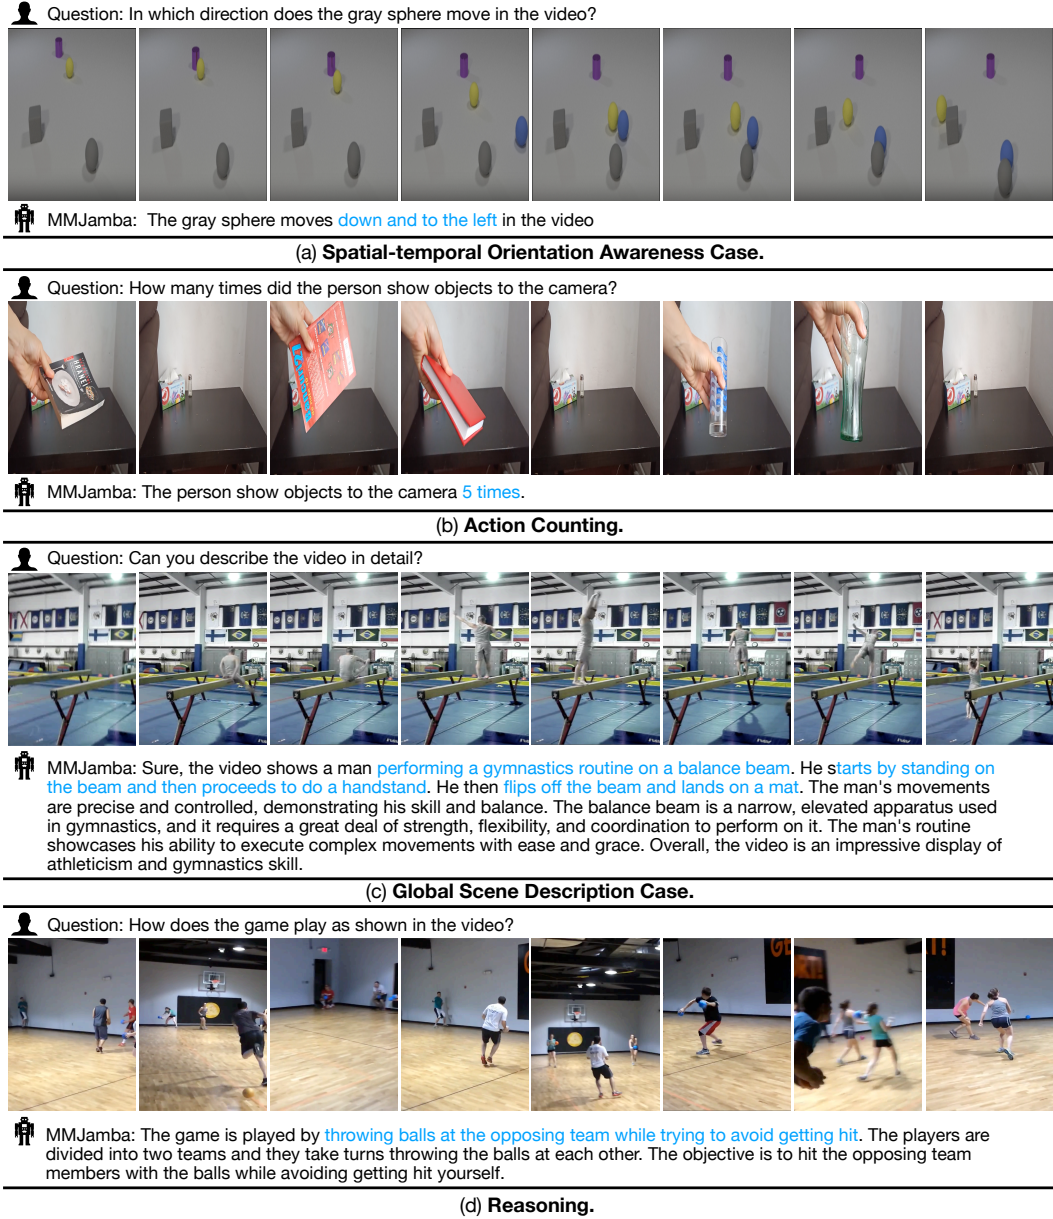 Question: In which direction does the gray sphere move in the video?
MMJamba: The gray sphere moves down and to the left in the video
(a) Spatial-temporal Orientation Awareness Case.
Question: How many times did the person show objects to the camera?
MMJamba: The person show objects to the camera 5 times.
(b) Action Counting.
Question: Can you describe the video in detail?
MMJamba: Sure, the video shows a man performing a gymnastics routine on a balance beam. He starts by standing on
the beam and then proceeds to do a handstand. He then flips off the beam and lands on a mat. The man's movements
are precise and controlled, demonstrating his skill and balance. The balance beam is a narrow, elevated apparatus used
in gymnastics, and it requires a great deal of strength, flexibility, and coordination to perform on it. The man's routine
showcases his ability to execute complex movements with ease and grace. Overall, the video is an impressive display of
athleticism and gymnastics skill.
(c) Global Scene Description Case.
Question: How does the game play as shown in the video?
MMJamba: The game is played by throwing balls at the opposing team while trying to avoid getting hit. The players are
divided into two teams and they take turns throwing the balls at each other. The objective is to hit the opposing team
members with the balls while avoiding getting hit yourself.
(d) Reasoning.